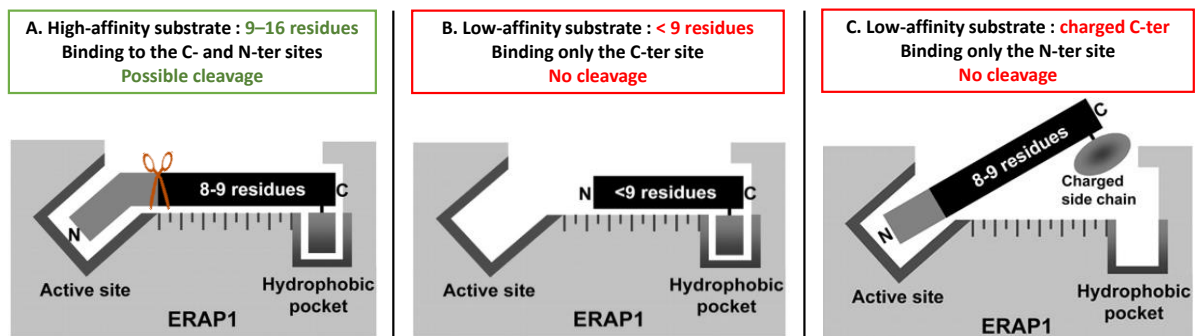 A. High-affinity substrate : 9–16 residues
Binding to the C- and N-ter sites
Possible cleavage
8-9 residues
C
N
Active site
Hydrophobic
pocket
ERAP1
B. Low-affinity substrate : < 9 residues
Binding only the C-ter site
No cleavage
N
<9 residues
C
Active site
Hydrophobic
pocket
ERAP1
C. Low-affinity substrate : charged C-ter
Binding only the N-ter site
No cleavage
C
8-9 residues
Charged
side chain
N
Active site
Hydrophobic
pocket
ERAP1